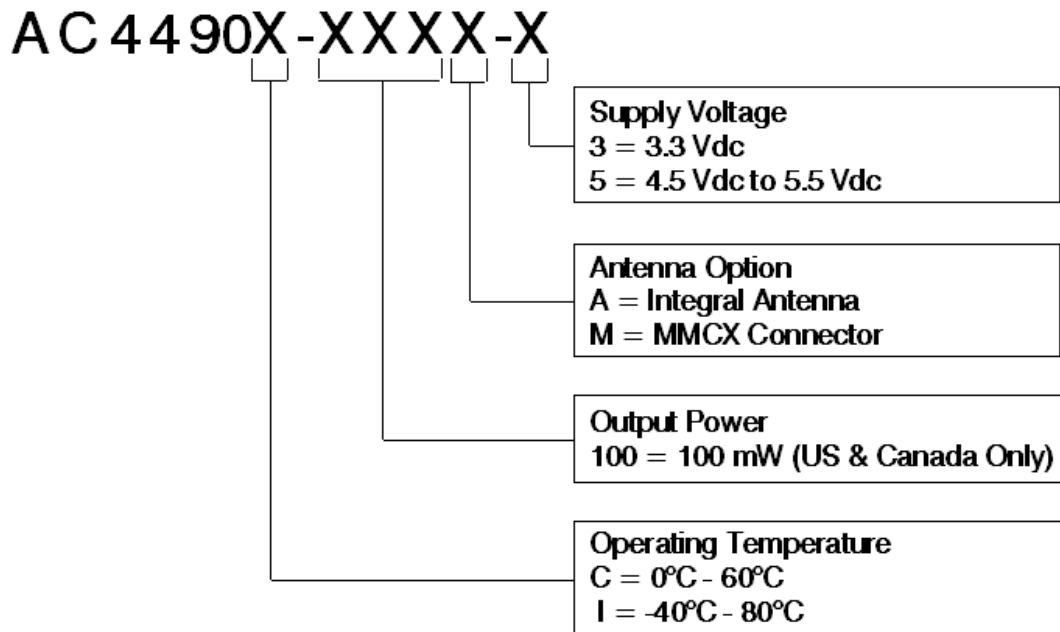 AC4490X-XXXX-X
Supply Voltage
3 = 3.3 Vdc
5 = 4.5 Vdc to 5.5 Vdc
Antenna Option
A = Integral Antenna
M = MMCX Connector
Output Power
100 = 100 mW (US & Canada Only)
Operating Temperature
C = 0°C - 60°C
I = -40°C - 80°C